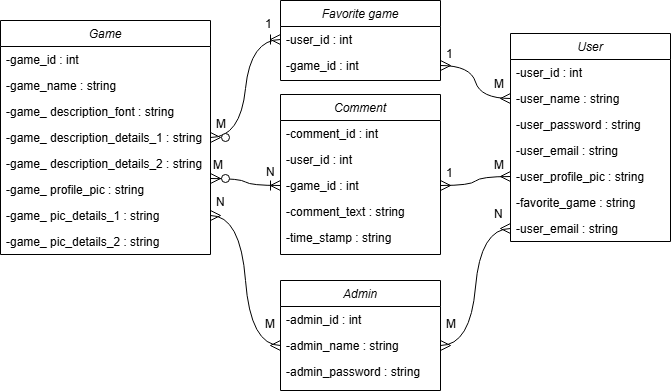 Game
-game_id : int
-game_name : string
-game_ description_font : string
-game_ description_details_1 : string
-game_ description_details_2 : string
-game_ profile_pic : string
-game_ pic_details_1 : string
-game_ pic_details_2 : string
1
M
M
N
N
M
Favorite game
-user_id : int
-game_id : int
Comment
-comment_id : int
-user_id : int
-game_id : int
-comment_text : string
-time_stamp : string
Admin
-admin_id : int
-admin_name : string
-admin_password : string
1
M
1
M
N
M
User
-user_id : int
-user_name : string
-user_password : string
-user_email : string
-user_profile_pic : string
-favorite_game : string
-user_email : string